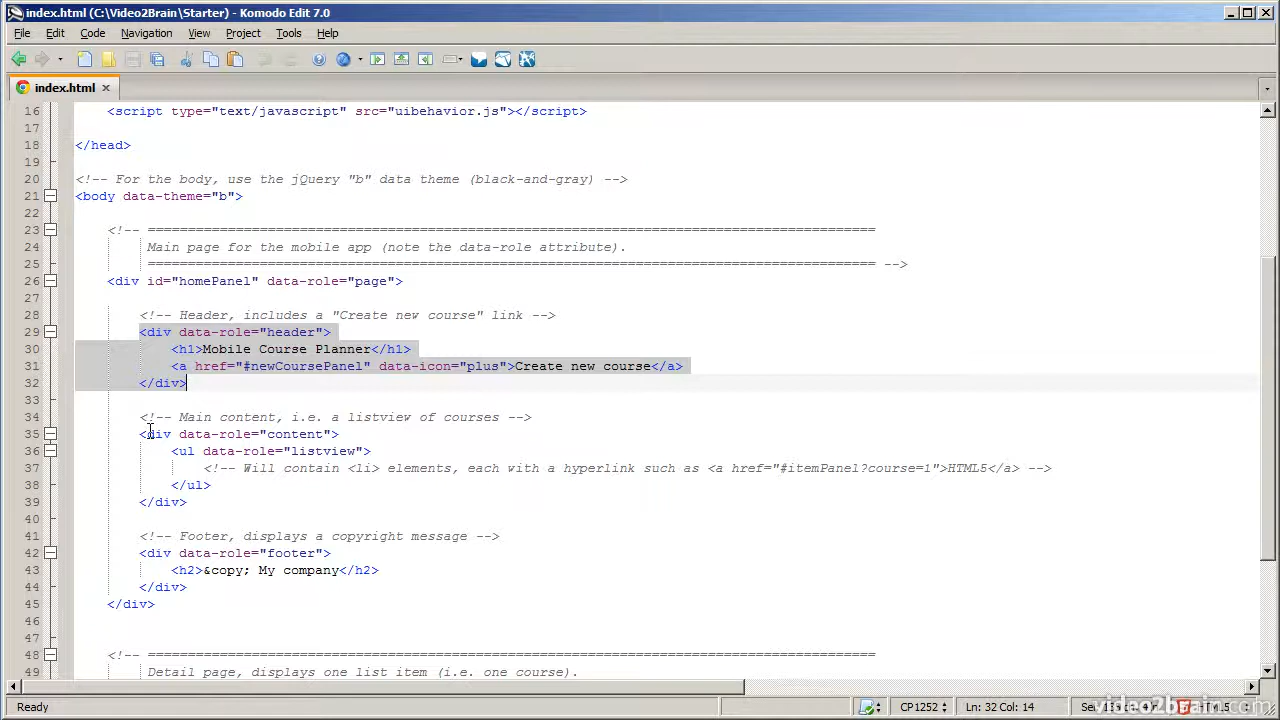 index.html (C:\Video2Brain\Starter) - Komodo Edit 7.0
File Edit Code Navigation View Project Tools Help
index.html
16 <script type="text/javascript" src="uibehavior.js"></script>
17
18 </head>
19
20 <!-- For the body, use the jQuery "b" data theme (black-and-gray) -->
21 <body data-theme="b">
22
23 <!-- ===========================================================================================
24 Main page for the mobile app (note the data-role attribute).
25 =========================================================================================== -->
26 <div id="homePanel" data-role="page">
27
28 <!-- Header, includes a "Create new course" link -->
29 <div data-role="header">
30 <h1>Mobile Course Planner</h1>
31 <a href="#newCoursePanel" data-icon="plus">Create new course</a>
32 </div>
33
34 <!-- Main content, i.e. a listview of courses -->
35 <div data-role="content">
36 <ul data-role="listview">
37 <!-- Will contain <li> elements, each with a hyperlink such as <a href="#itemPanel?course=1">HTML5</a> -->
38 </ul>
39 </div>
40
41 <!-- Footer, displays a copyright message -->
42 <div data-role="footer">
43 <h2>&copy; My company</h2>
44 </div>
45 </div>
46
47
48 <!-- ===========================================================================================
49 Detail page, displays one list item (i.e. one course).
Ready CP1252 Ln: 32 Col: 14
video2brain.com